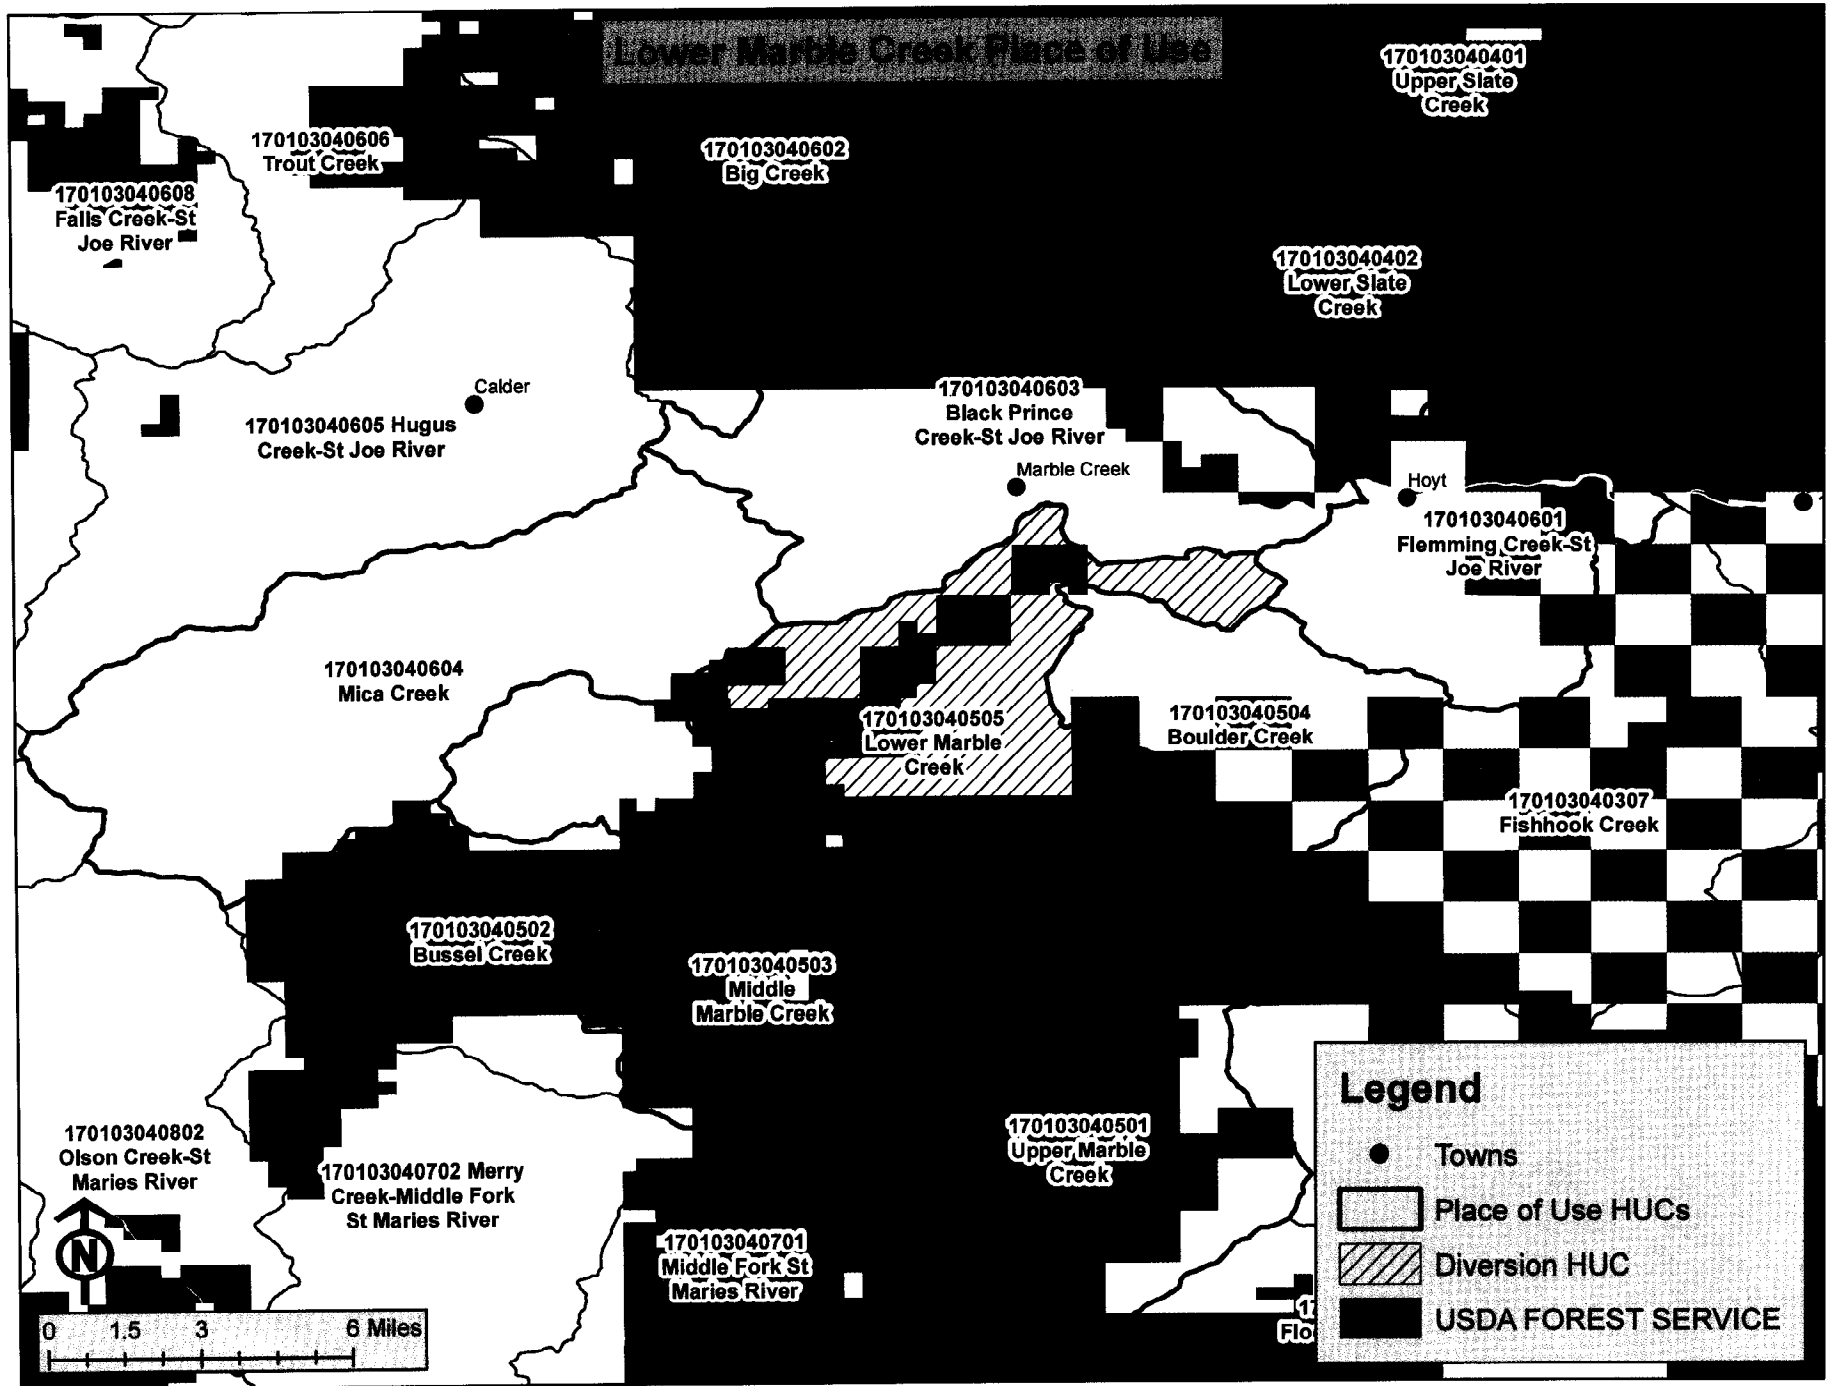 Lower Marble Creek Place of Use
170103040401
Upper Slate
Creek
170103040606
Trout Creek
170103040602
Big Creek
170103040608
Falls Creek-St
Joe River
170103040402
Lower Slate
Creek
Calder
170103040605 Hugus
Creek-St Joe River
170103040603
Black Prince
Creek-St Joe River
Marble Creek
Hoyt
170103040601
Flemming Creek-St
Joe River
170103040604
Mica Creek
170103040505
Lower Marble
Creek
170103040504
Boulder Creek
170103040307
Fishhook Creek
170103040502
Bussel Creek
170103040503
Middle
Marble Creek
170103040802
Olson Creek-St
Maries River
170103040702 Merry
Creek-Middle Fork
St Maries River
170103040501
Upper Marble
Creek
170103040701
Middle Fork St
Maries River
17
Flo
N
0 1.5 3 6 Miles
Legend
Towns
Place of Use HUCs
Diversion HUC
USDA FOREST SERVICE